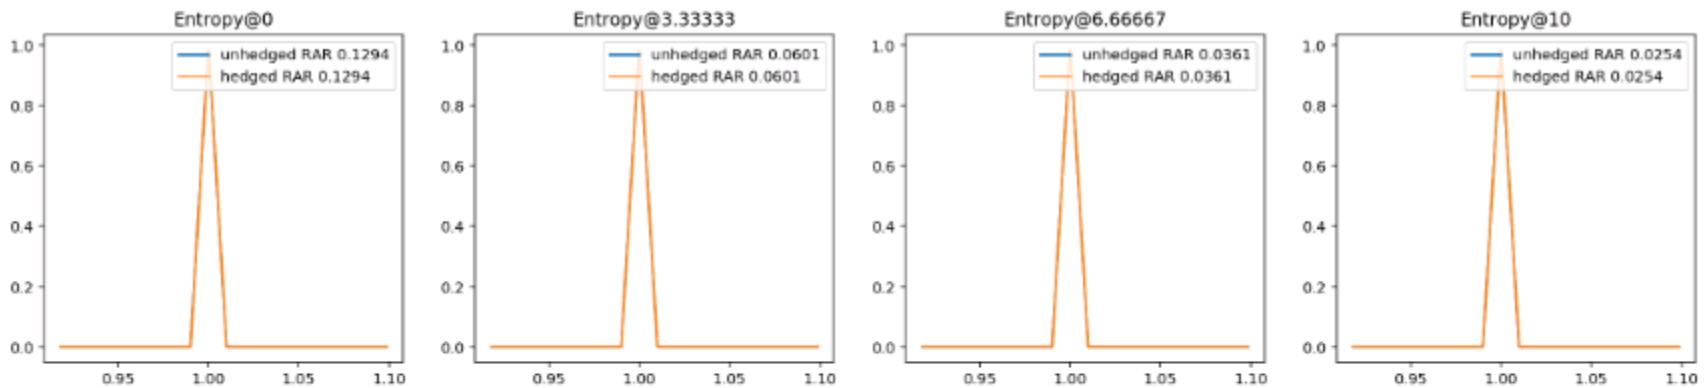 Entropy@0
1.0
0.8
0.6
0.4
0.2
0.0
unhedged RAR 0.1294
hedged RAR 0.1294
0.95 1.00 1.05 1.10
Entropy@3.33333
1.0
0.8
0.6
0.4
0.2
0.0
unhedged RAR 0.0601
hedged RAR 0.0601
0.95 1.00 1.05 1.10
Entropy@6.66667
1.0
0.8
0.6
0.4
0.2
0.0
unhedged RAR 0.0361
hedged RAR 0.0361
0.95 1.00 1.05 1.10
Entropy@10
1.0
0.8
0.6
0.4
0.2
0.0
unhedged RAR 0.0254
hedged RAR 0.0254
0.95 1.00 1.05 1.10